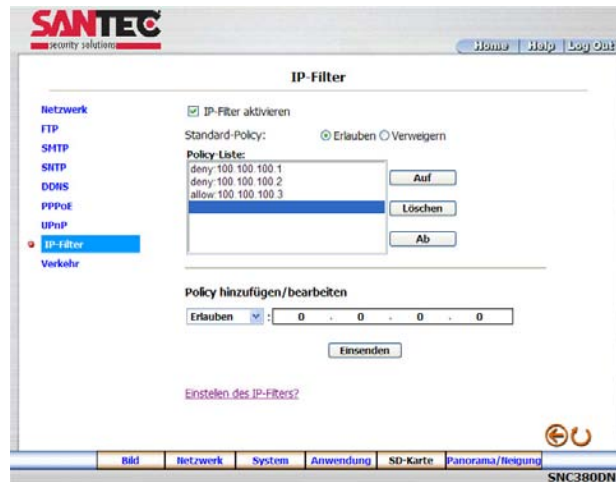 SANTEC
security solutions
Home | Help | Log Out
IP-Filter
Netzwerk
FTP
SMTP
SNTP
DDNS
PPPoE
UPnP
IP-Filter
Verkehr
IP-Filter aktivieren
Standard-Policy: Erlauben Verweigern
Policy-Liste:
deny:100.100.100.1
deny:100.100.100.2
allow:100.100.100.3
Auf
Löschen
Ab
Policy hinzufügen/bearbeiten
Erlauben : 0 . 0 . 0 . 0
Einsenden
Einstelen des IP-Filters?
Bild Netzwerk System Anwendung SD-Karte Panorama/Neigung
SNC380DN